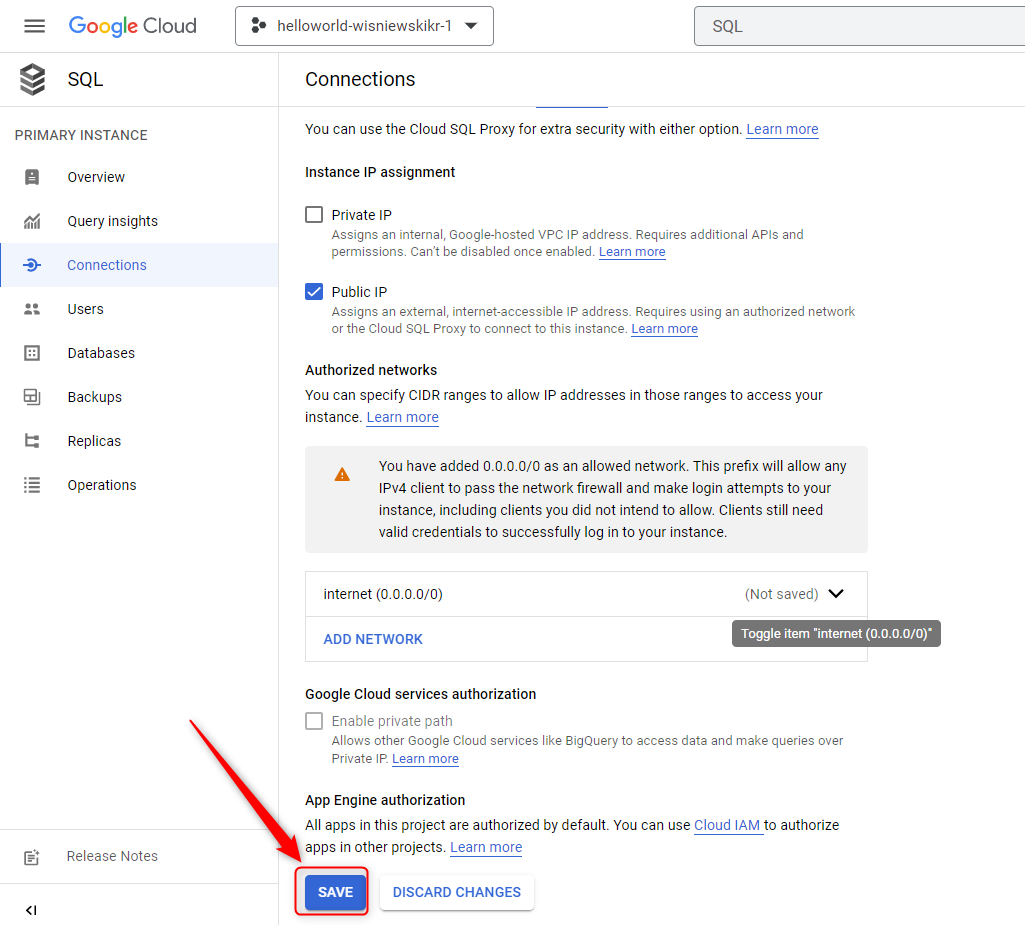 Google Cloud
helloworld-wisniewskikr-1
SQL
SQL
Connections
PRIMARY INSTANCE
Overview
Query insights
Connections
Users
Databases
Backups
Replicas
Operations
Release Notes
You can use the Cloud SQL Proxy for extra security with either option. Learn more
Instance IP assignment
Private IP
Assigns an internal, Google-hosted VPC IP address. Requires additional APIs and
permissions. Can't be disabled once enabled. Learn more
Public IP
Assigns an external, internet-accessible IP address. Requires using an authorized network
or the Cloud SQL Proxy to connect to this instance. Learn more
Authorized networks
You can specify CIDR ranges to allow IP addresses in those ranges to access your
instance. Learn more
You have added 0.0.0.0/0 as an allowed network. This prefix will allow any
IPv4 client to pass the network firewall and make login attempts to your
instance, including clients you did not intend to allow. Clients still need
valid credentials to successfully log in to your instance.
internet (0.0.0.0/0) (Not saved)
ADD NETWORK
Toggle item "internet (0.0.0.0/0)"
Google Cloud services authorization
Enable private path
Allows other Google Cloud services like BigQuery to access data and make queries over
Private IP. Learn more
App Engine authorization
All apps in this project are authorized by default. You can use Cloud IAM to authorize
apps in other projects. Learn more
SAVE DISCARD CHANGES